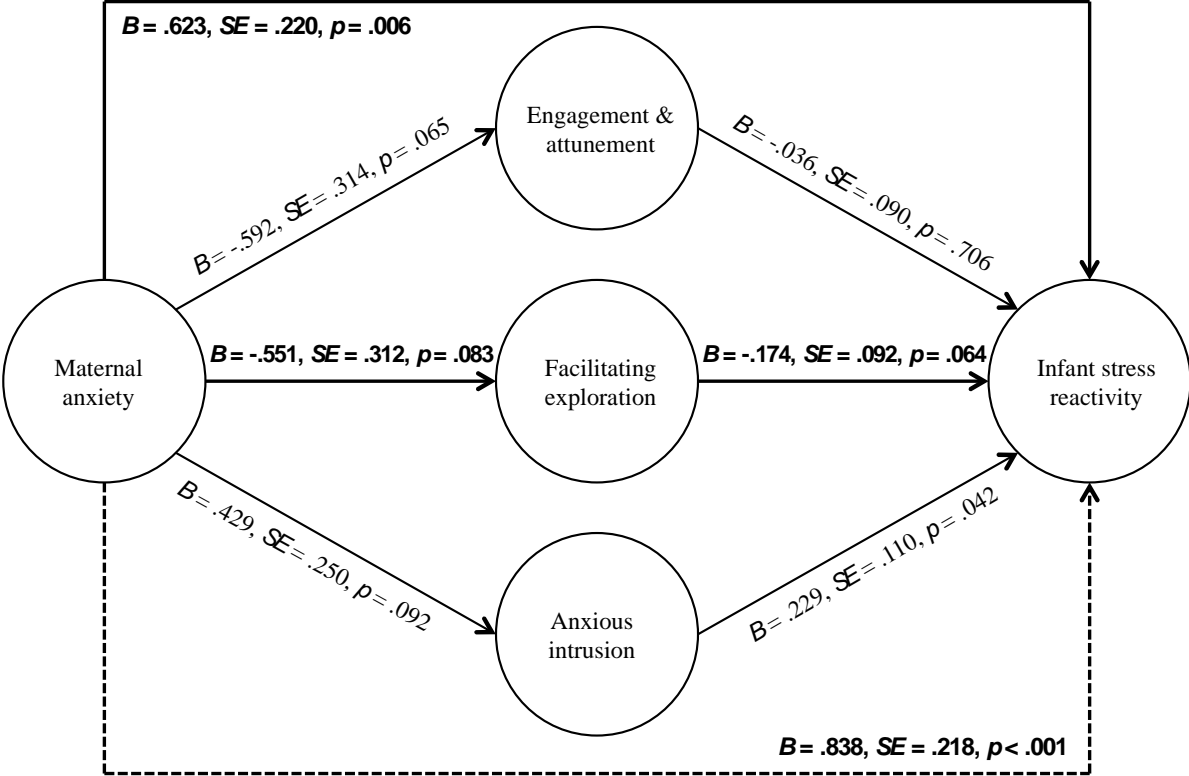 B = .623, SE = .220, p = .006
Engagement &
attunement
B = -.592, SE = .314, p = .065
B = -.036, SE = .090, p = .706
Maternal
anxiety
B = -.551, SE = .312, p = .083
Facilitating
exploration
B = -.174, SE = .092, p = .064
Infant stress
reactivity
B = .429, SE = .250, p = .092
Anxious
intrusion
B = .229, SE = .110, p = .042
B = .838, SE = .218, p < .001